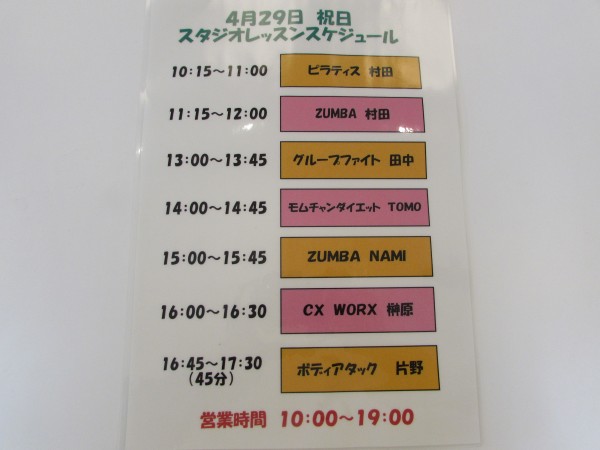 4月29日 祝日
スタジオレッスンスケジュール
10:15～11:00 ピラティス 村田
11:15～12:00 ZUMBA 村田
13:00～13:45 グループファイト 田中
14:00～14:45 モムチャンダイエット TOMO
15:00～15:45 ZUMBA NAMI
16:00～16:30 CX WORX 榊原
16:45～17:30 ボディアタック 片野
(45分)
営業時間 10:00～19:00